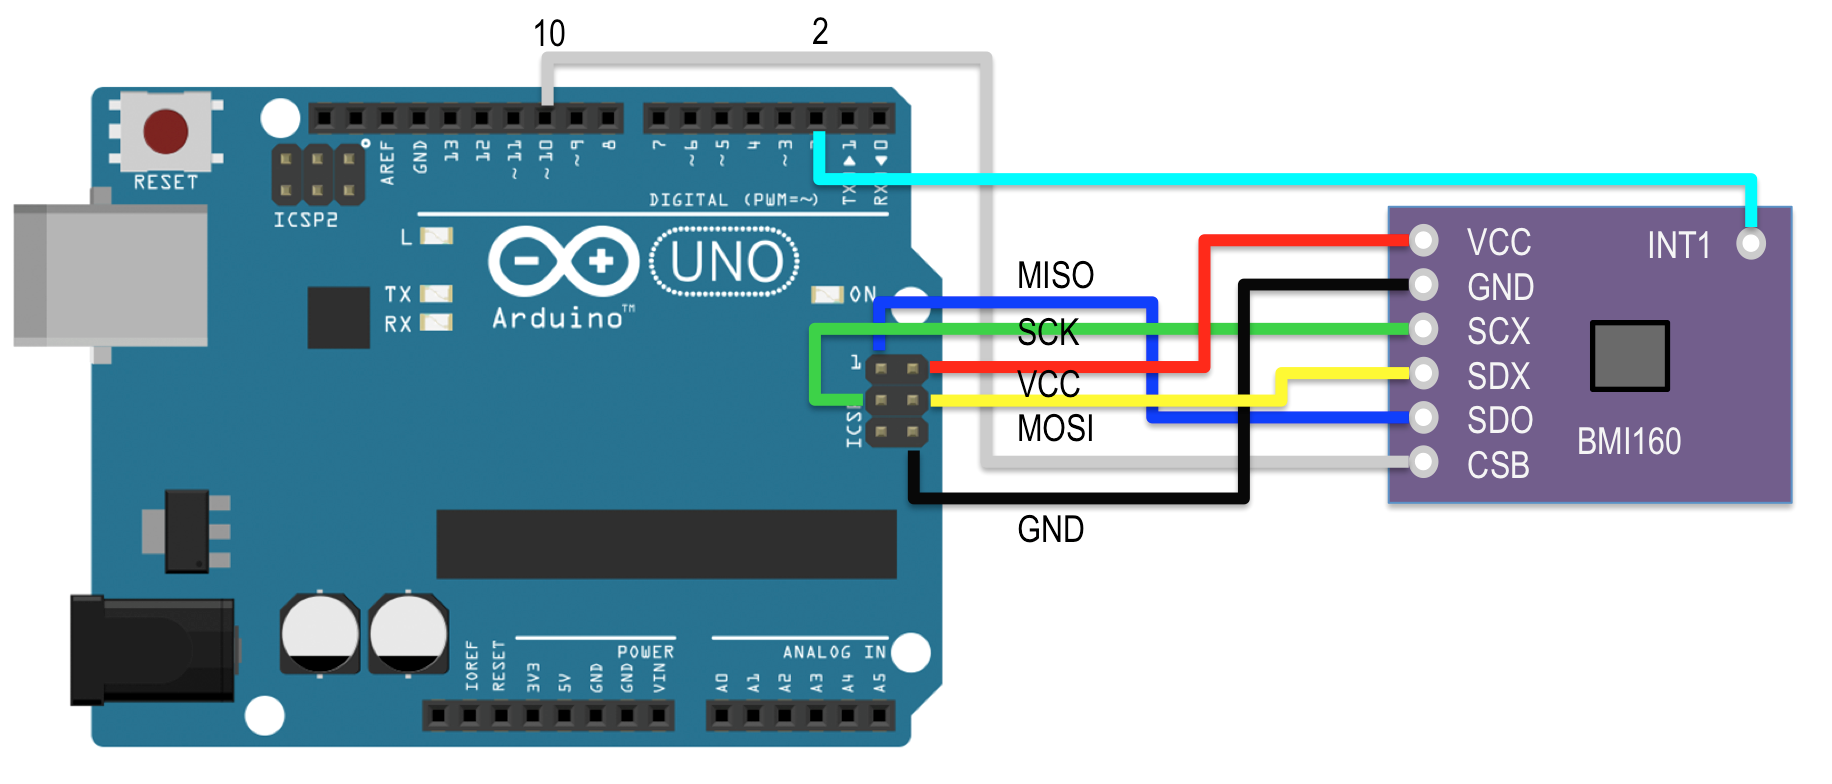 10
2
RESET
ICSP2
AREF
GND
13
12
~11
~10
~9
8
7
~6
~5
4
~3
TX 1
RX 0
DIGITAL (PWM=~)
L
TX
RX
UNO
Arduino™
ON
1
MISO
SCK
VCC
MOSI
GND
VCC
GND
SCX
SDX
SDO
CSB
INT1
BMI160
POWER
ANALOG IN
IOREF
RESET
3V3
5V
GND
GND
VIN
A0
A1
A2
A3
A4
A5